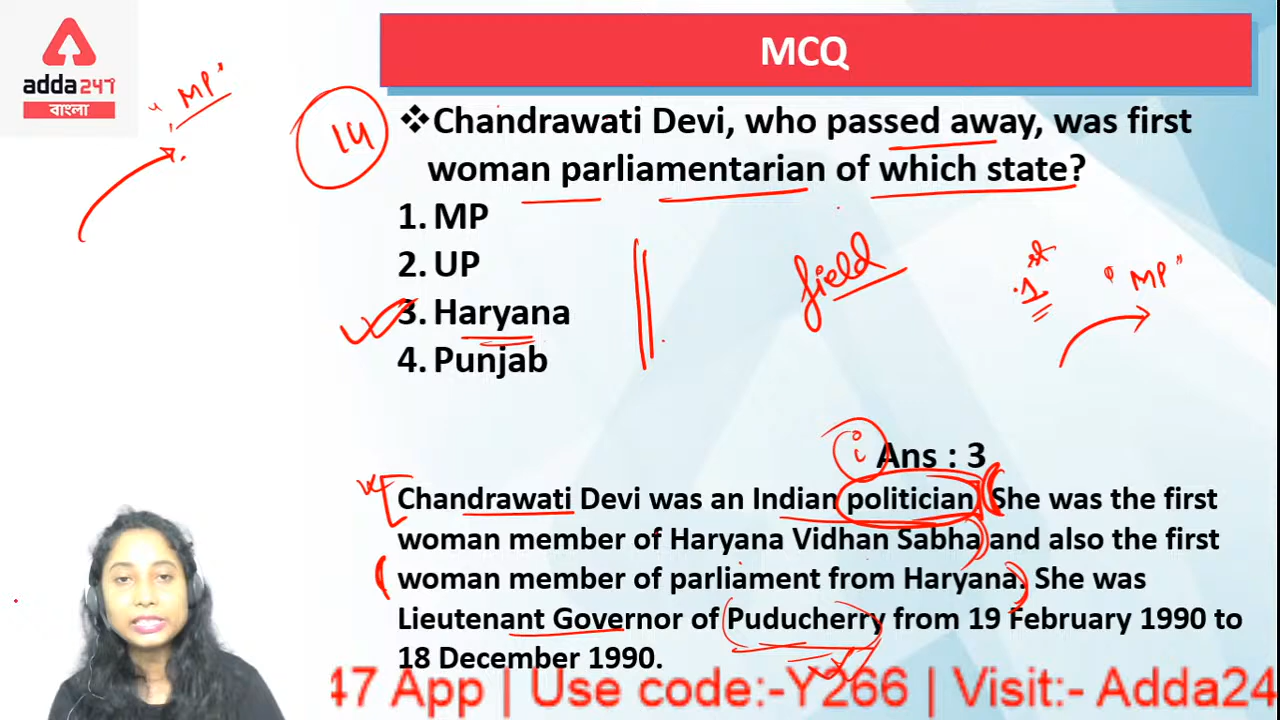 adda247
বাংলা
"MP"
MCQ
14
❖Chandrawati Devi, who passed away, was first
woman parliamentarian of which state?
1. MP
2. UP
3. Haryana
4. Punjab
field
1st
"MP"
i
Ans : 3
Chandrawati Devi was an Indian politician. She was the first
woman member of Haryana Vidhan Sabha and also the first
woman member of parliament from Haryana. She was
Lieutenant Governor of Puducherry from 19 February 1990 to
18 December 1990.
47 App | Use code:-Y266 | Visit:- Adda24